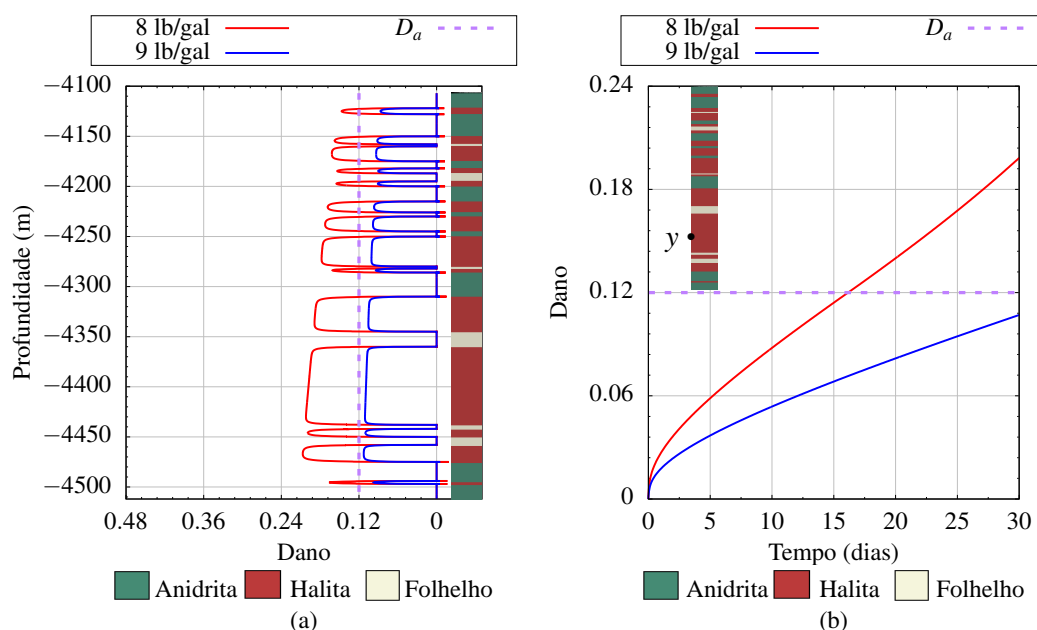 8 lb/gal
9 lb/gal
D_a
−4100
−4150
−4200
−4250
−4300
−4350
−4400
−4450
−4500
Profundidade (m)
0.48 0.36 0.24 0.12 0
Dano
Anidrita Halita Folhelho
(a)
8 lb/gal
9 lb/gal
D_a
0.24
0.18
0.12
0.06
0
Dano
y
0 5 10 15 20 25 30
Tempo (dias)
Anidrita Halita Folhelho
(b)